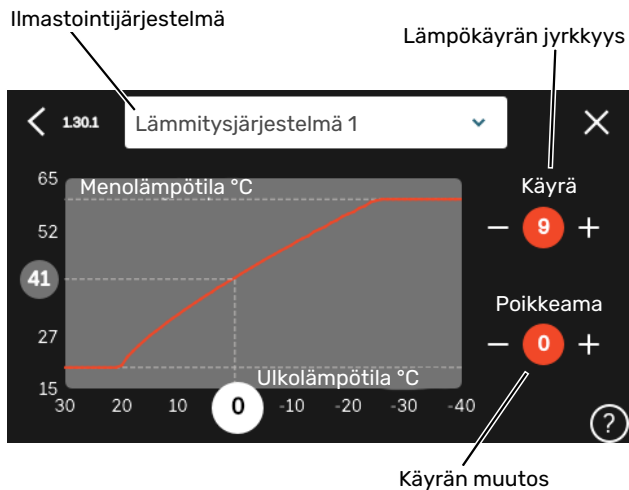 Ilmastointijärjestelmä
Lämpökäyrän jyrkkyys
1.30.1 Lämmitysjärjestelmä 1
65 Menolämpötila °C
Käyrä
52
9
41
Poikkeama
27
0
Ulkolämpötila °C
15
30 20 10 0 -10 -20 -30 -40
?
Käyrän muutos